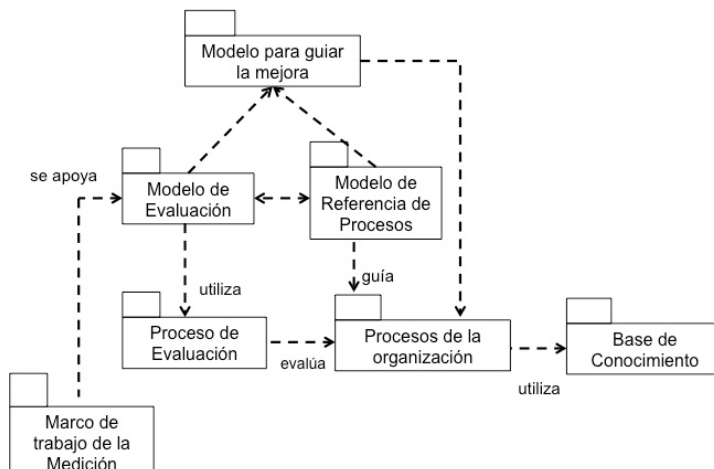 Modelo para guiar
la mejora
se apoya
Modelo de
Evaluación
Modelo de
Referencia de
Procesos
utiliza
guía
Proceso de
Evaluación
evalúa
Procesos de la
organización
utiliza
Base de
Conocimiento
Marco de
trabajo de la
Medición